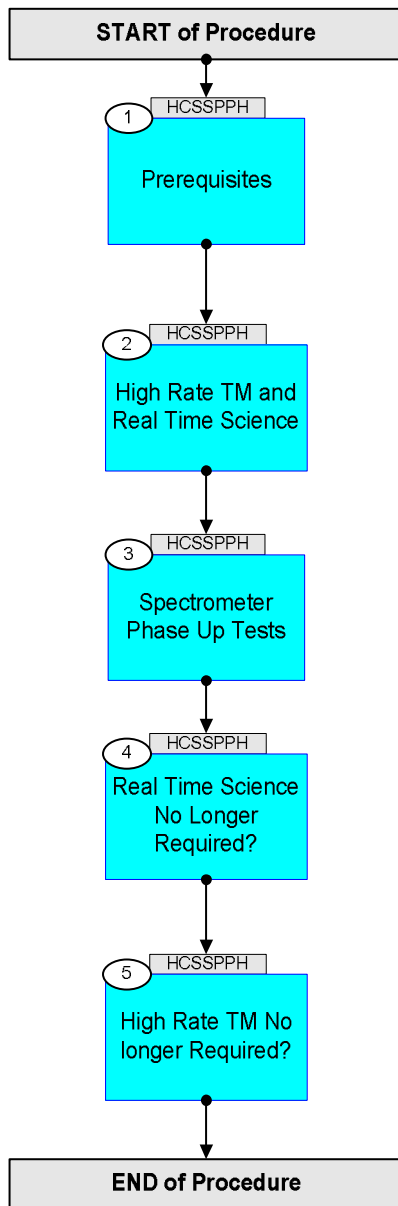 START of Procedure
HCSSPPH
1
Prerequisites
HCSSPPH
2
High Rate TM and
Real Time Science
HCSSPPH
3
Spectrometer
Phase Up Tests
HCSSPPH
4
Real Time Science
No Longer
Required?
HCSSPPH
5
High Rate TM No
longer Required?
END of Procedure